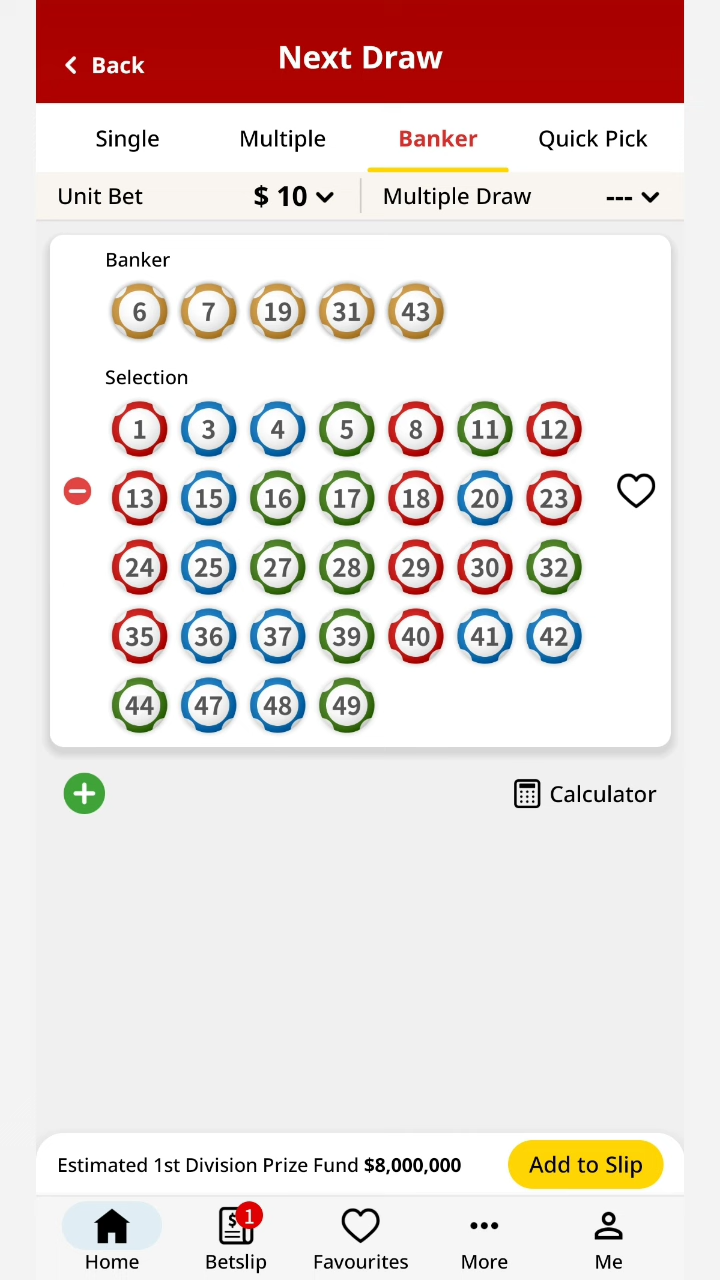 Back
Next Draw
Single Multiple Banker Quick Pick
Unit Bet $ 10 Multiple Draw ---
Banker
6 7 19 31 43
Selection
1 3 4 5 8 11 12
13 15 16 17 18 20 23
24 25 27 28 29 30 32
35 36 37 39 40 41 42
44 47 48 49
Calculator
Estimated 1st Division Prize Fund $8,000,000 Add to Slip
$ 1
Home Betslip Favourites More Me